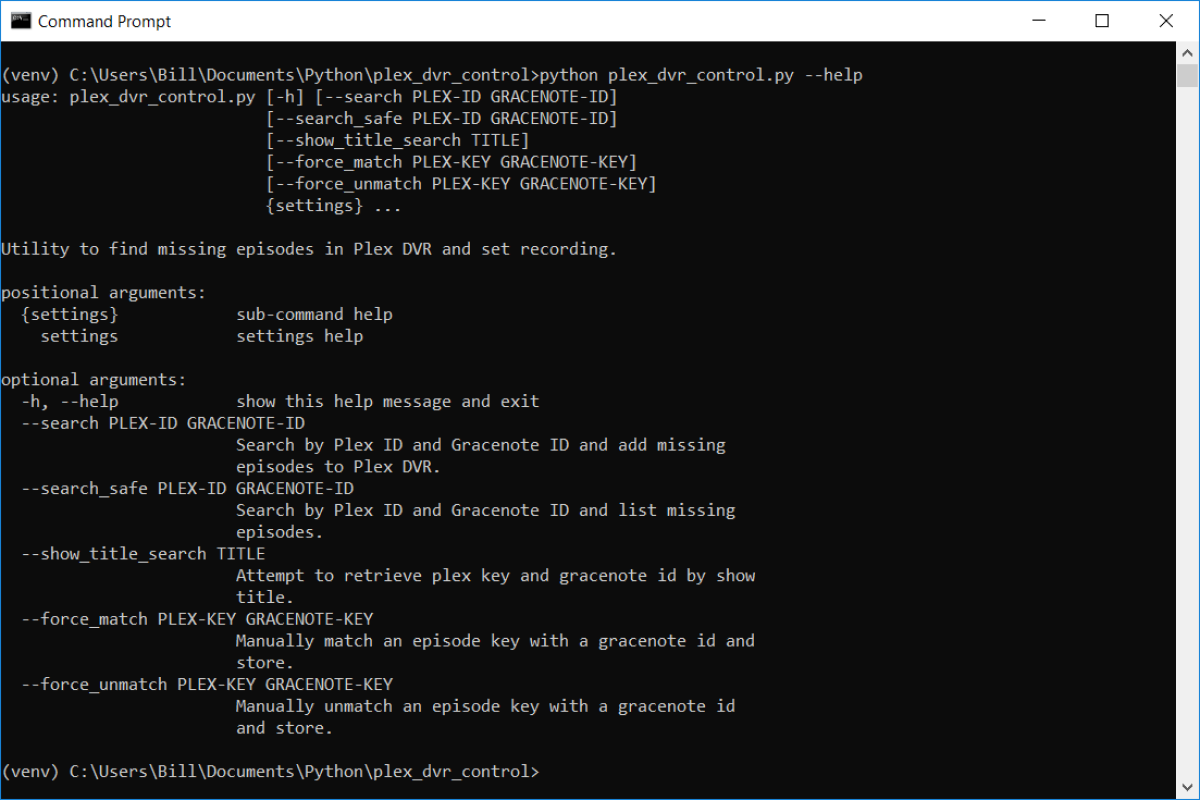 Command Prompt
(venv) C:\Users\Bill\Documents\Python\plex_dvr_control>python plex_dvr_control.py --help
usage: plex_dvr_control.py [-h] [--search PLEX-ID GRACENOTE-ID]
[--search_safe PLEX-ID GRACENOTE-ID]
[--show_title_search TITLE]
[--force_match PLEX-KEY GRACENOTE-KEY]
[--force_unmatch PLEX-KEY GRACENOTE-KEY]
{settings} ...
Utility to find missing episodes in Plex DVR and set recording.
positional arguments:
{settings} sub-command help
settings settings help
optional arguments:
-h, --help show this help message and exit
--search PLEX-ID GRACENOTE-ID
Search by Plex ID and Gracenote ID and add missing
episodes to Plex DVR.
--search_safe PLEX-ID GRACENOTE-ID
Search by Plex ID and Gracenote ID and list missing
episodes.
--show_title_search TITLE
Attempt to retrieve plex key and gracenote id by show
title.
--force_match PLEX-KEY GRACENOTE-KEY
Manually match an episode key with a gracenote id and
store.
--force_unmatch PLEX-KEY GRACENOTE-KEY
Manually unmatch an episode key with a gracenote id
and store.
(venv) C:\Users\Bill\Documents\Python\plex_dvr_control>